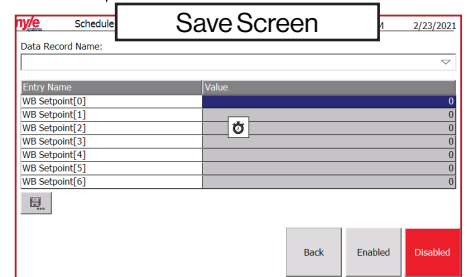 nyle
systems
Schedule
Save Screen
2/23/2021
Data Record Name:
Entry Name Value
WB Setpoint[0] 0
WB Setpoint[1] 0
WB Setpoint[2] 0
WB Setpoint[3] 0
WB Setpoint[4] 0
WB Setpoint[5] 0
WB Setpoint[6] 0
Back Enabled Disabled